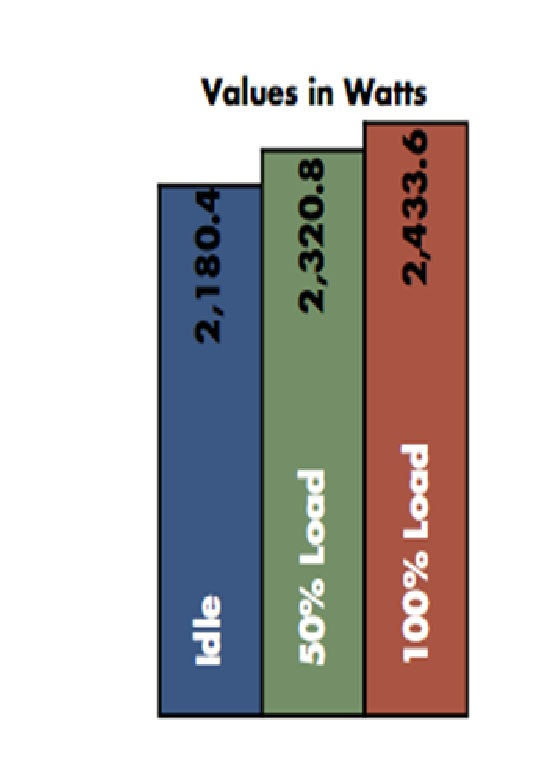 Values in Watts
2,180.4
Idle
2,320.8
50% Load
2,433.6
100% Load